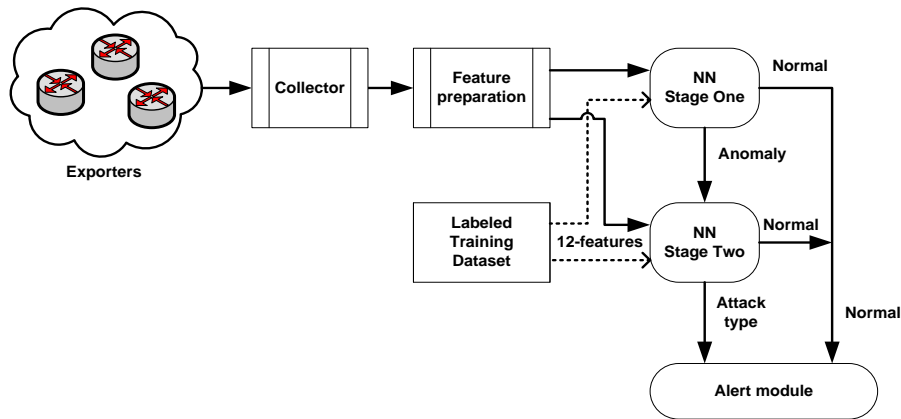 Exporters
Collector
Feature
preparation
NN
Stage One
Normal
Anomaly
Labeled
Training
Dataset
12-features
NN
Stage Two
Normal
Attack
type
Normal
Alert module